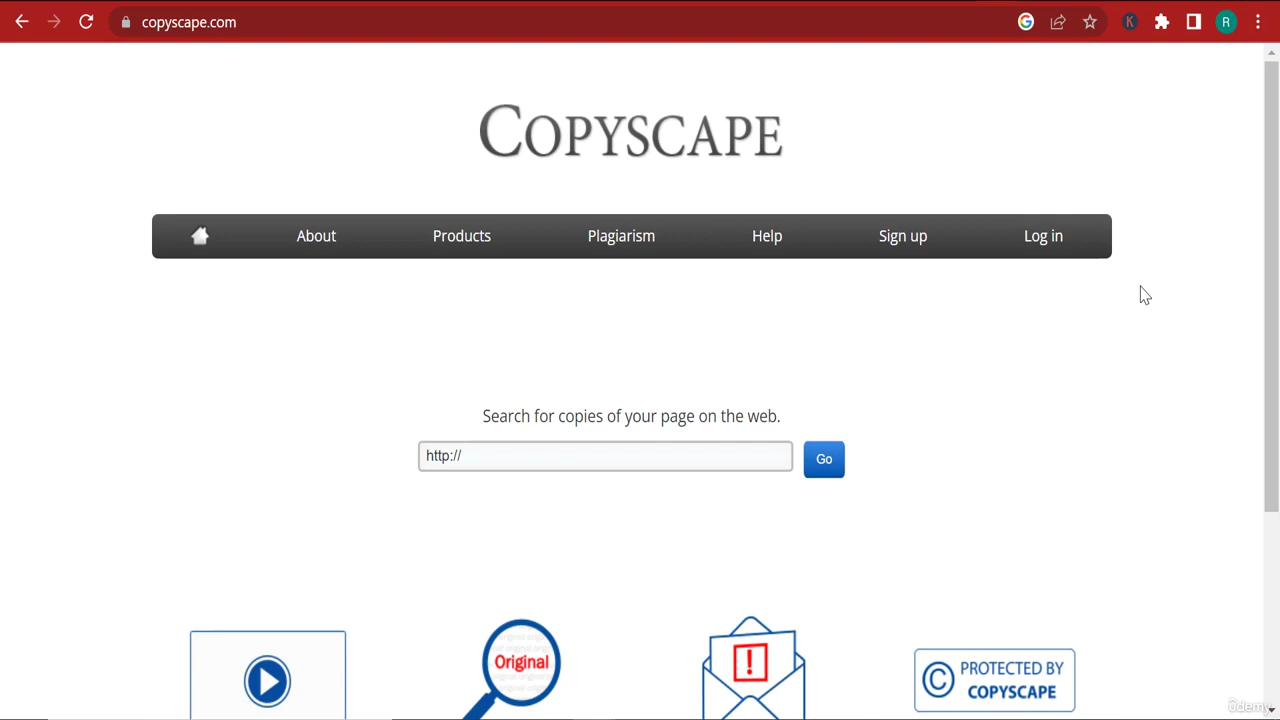 copyscape.com
K
R
COPYSCAPE
About Products Plagiarism Help Sign up Log in
Search for copies of your page on the web.
http:// Go
Original
!
© PROTECTED BY
COPYSCAPE
ûdemy